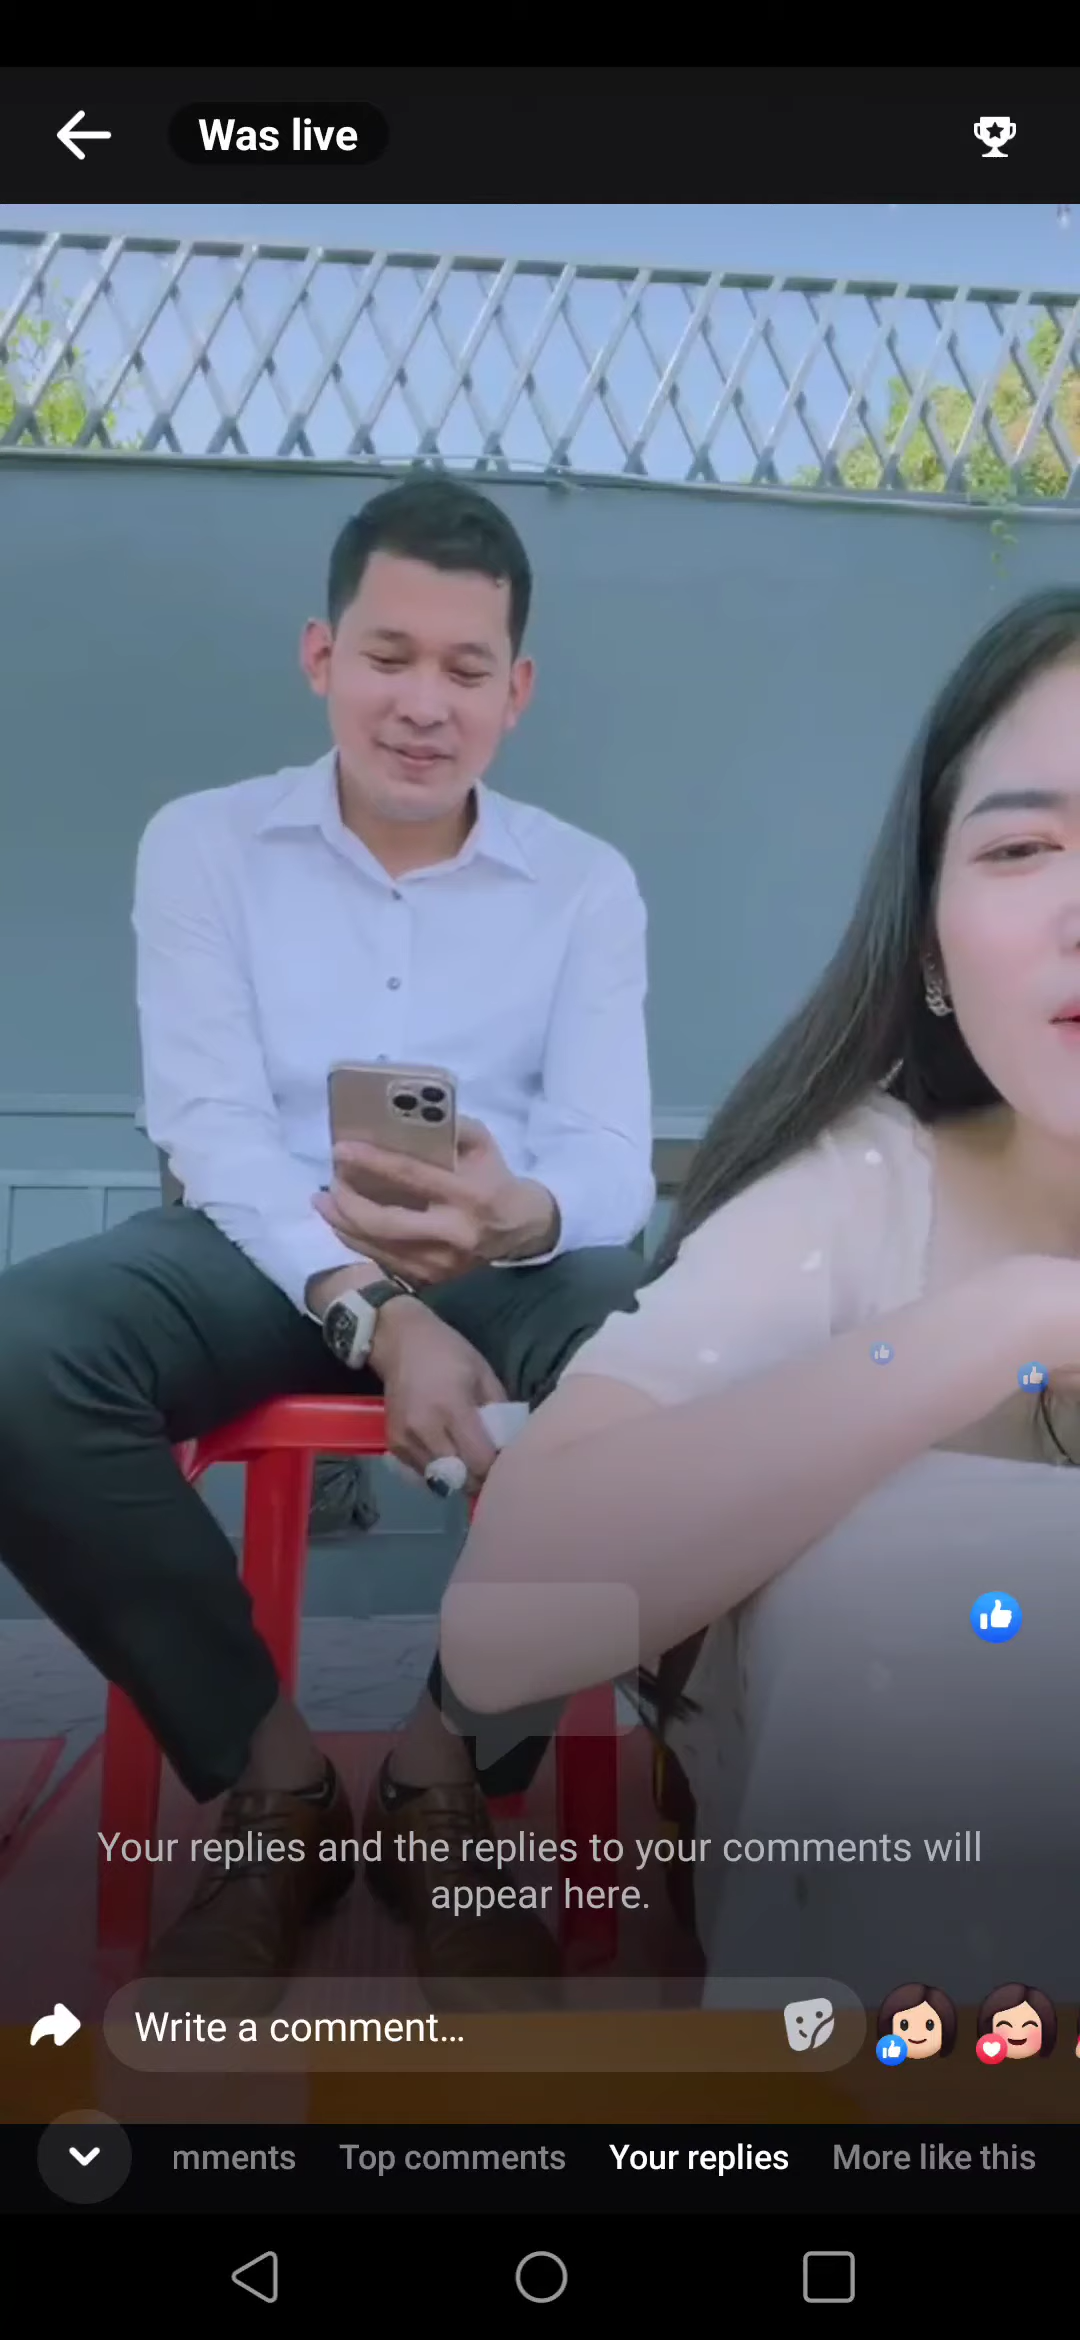 Was live
Your replies and the replies to your comments will
appear here.
Write a comment...
mments
Top comments
Your replies
More like this